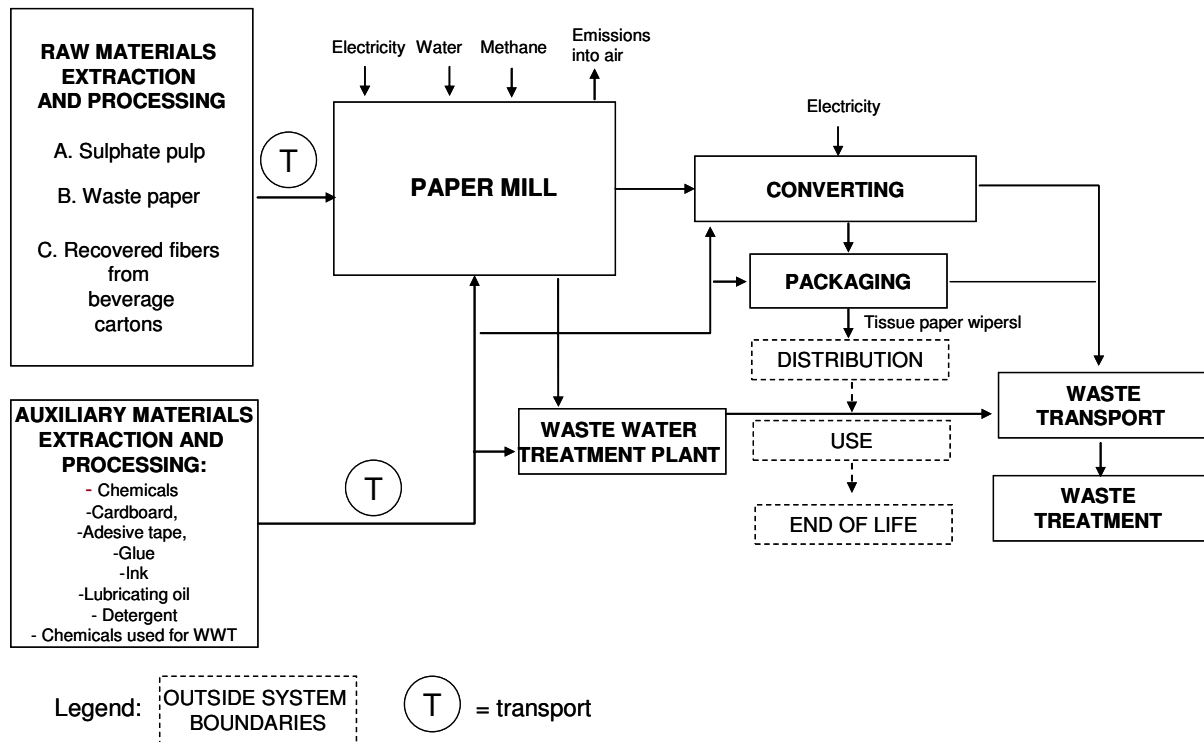 RAW MATERIALS
EXTRACTION
AND PROCESSING
A. Sulphate pulp
B. Waste paper
C. Recovered fibers
from
beverage
cartons
T
Electricity
Water
Methane
Emissions
into air
PAPER MILL
Electricity
CONVERTING
PACKAGING
Tissue paper wipersl
DISTRIBUTION
USE
END OF LIFE
WASTE
TRANSPORT
WASTE
TREATMENT
WASTE WATER
TREATMENT PLANT
AUXILIARY MATERIALS
EXTRACTION AND
PROCESSING:
- Chemicals
-Cardboard,
-Adesive tape,
-Glue
-Ink
-Lubricating oil
- Detergent
- Chemicals used for WWT
T
Legend:
OUTSIDE SYSTEM
BOUNDARIES
T
= transport